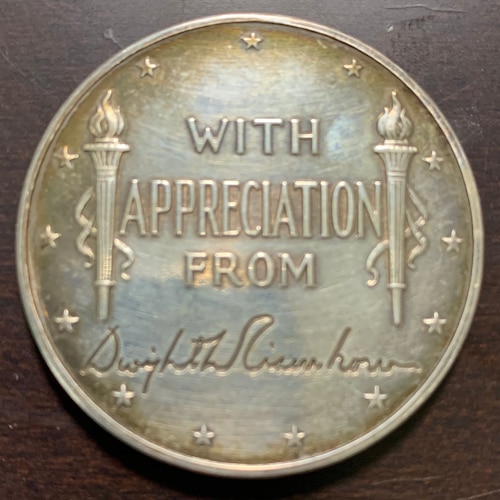 WITH
APPRECIATION
FROM
Dwight D Eisenhower